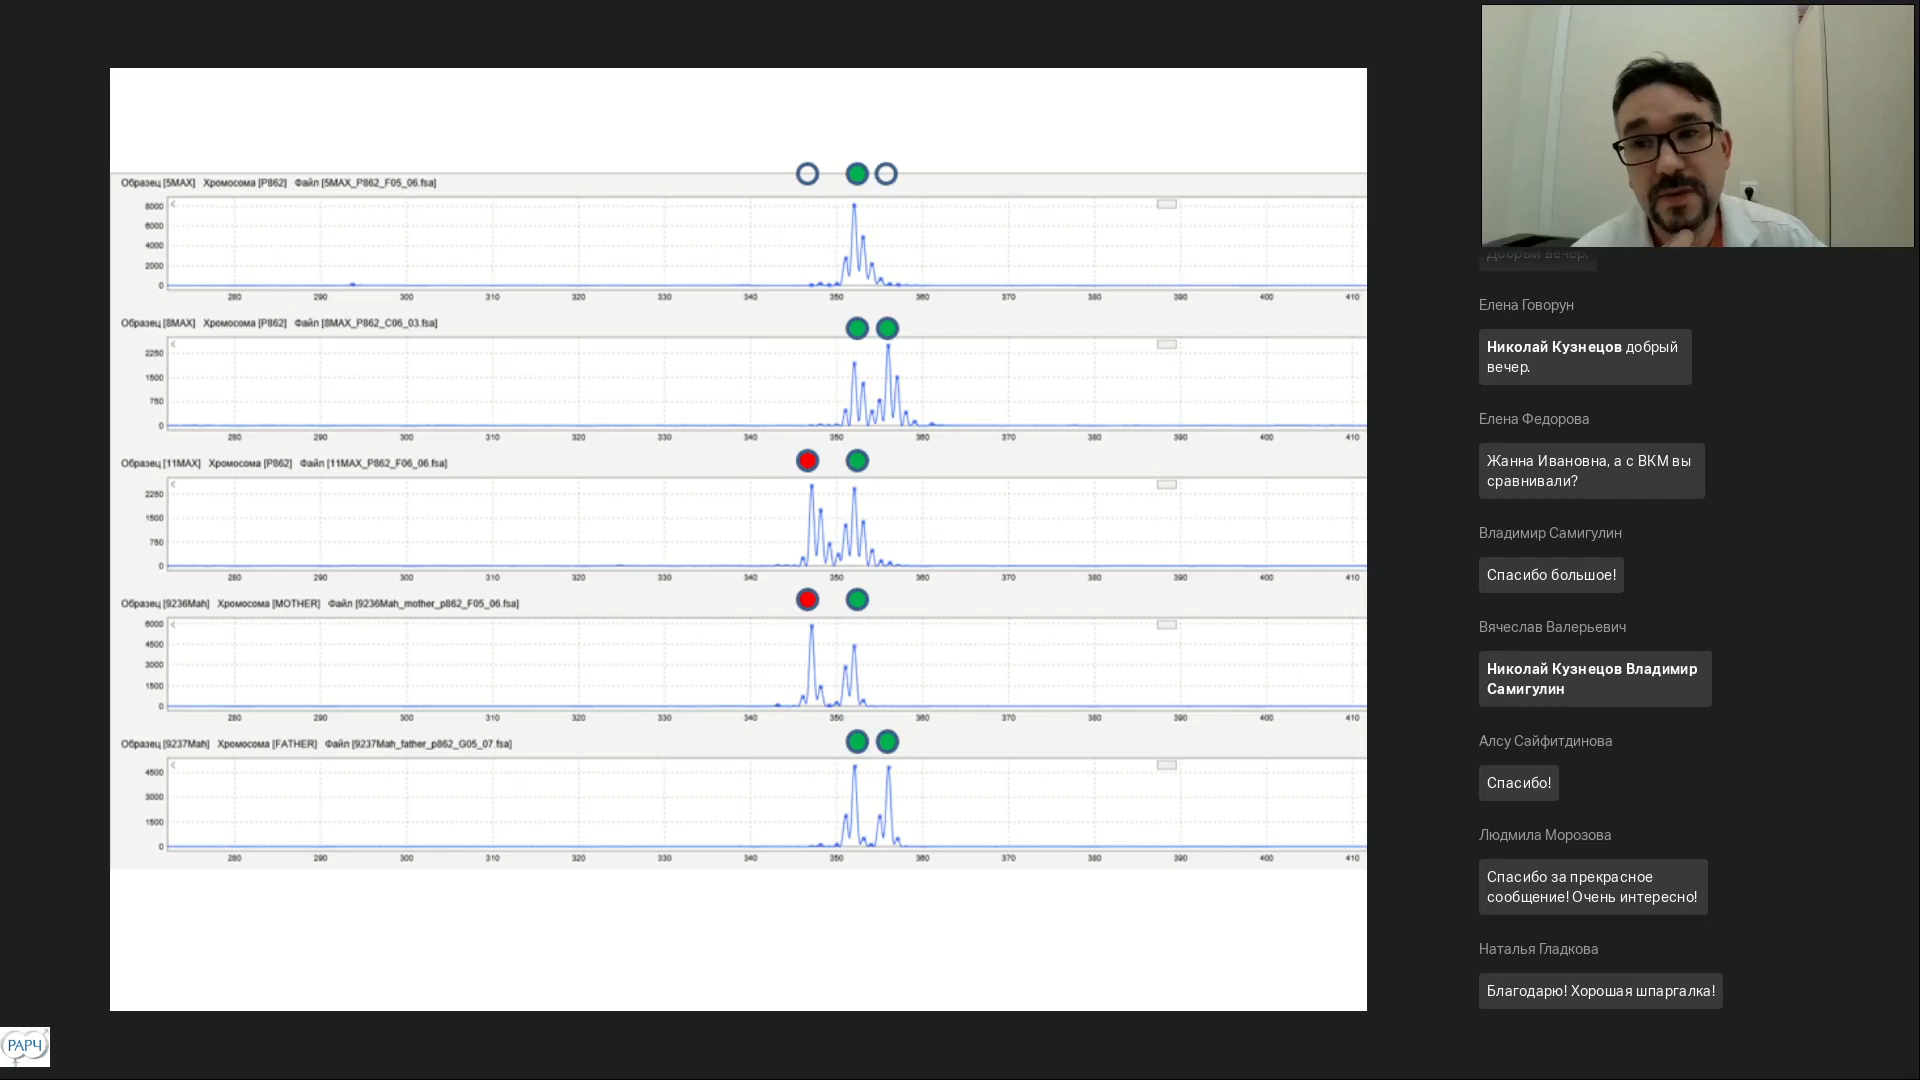 Образец [5MAX] Хромосома [P862] Файл [5MAX_P862_F05_06.fsa]
8000
6000
4000
2000
0
280 290 300 310 320 330 340 350 360 370 380 390 400 410
Образец [8MAX] Хромосома [P862] Файл [8MAX_P862_C06_03.fsa]
2250
1500
750
0
280 290 300 310 320 330 340 350 360 370 380 390 400 410
Образец [11MAX] Хромосома [P862] Файл [11MAX_P862_F06_06.fsa]
2250
1500
750
0
280 290 300 310 320 330 340 350 360 370 380 390 400 410
Образец [9236Mah] Хромосома [MOTHER] Файл [9236Mah_mother_p862_F05_06.fsa]
6000
4500
3000
1500
0
280 290 300 310 320 330 340 350 360 370 380 390 400 410
Образец [9237Mah] Хромосома [FATHER] Файл [9237Mah_father_p862_G05_07.fsa]
4500
3000
1500
0
280 290 300 310 320 330 340 350 360 370 380 390 400 410
РАРЧ
Добрый вечер.
Елена Говорун
Николай Кузнецов добрый
вечер.
Елена Федорова
Жанна Ивановна, а с ВКМ вы
сравнивали?
Владимир Самигулин
Спасибо большое!
Вячеслав Валерьевич
Николай Кузнецов Владимир
Самигулин
Алсу Сайфитдинова
Спасибо!
Людмила Морозова
Спасибо за прекрасное
сообщение! Очень интересно!
Наталья Гладкова
Благодарю! Хорошая шпаргалка!